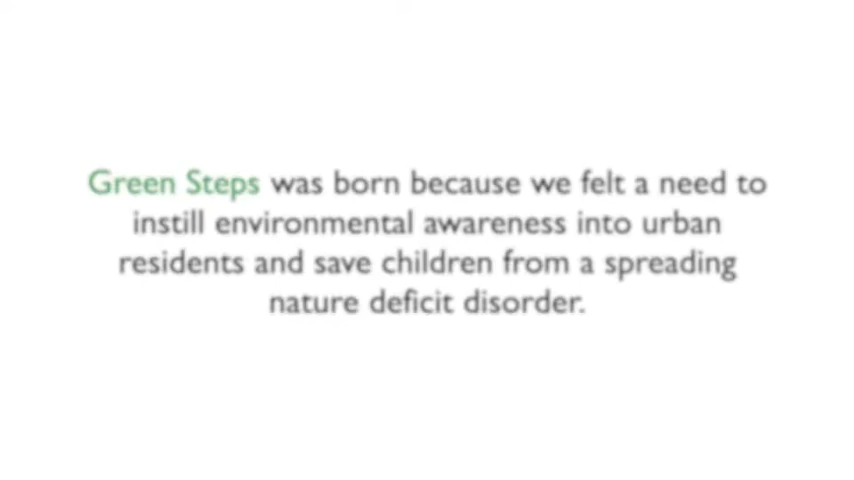 Green Steps was born because we felt a need to
instill environmental awareness into urban
residents and save children from a spreading
nature deficit disorder.